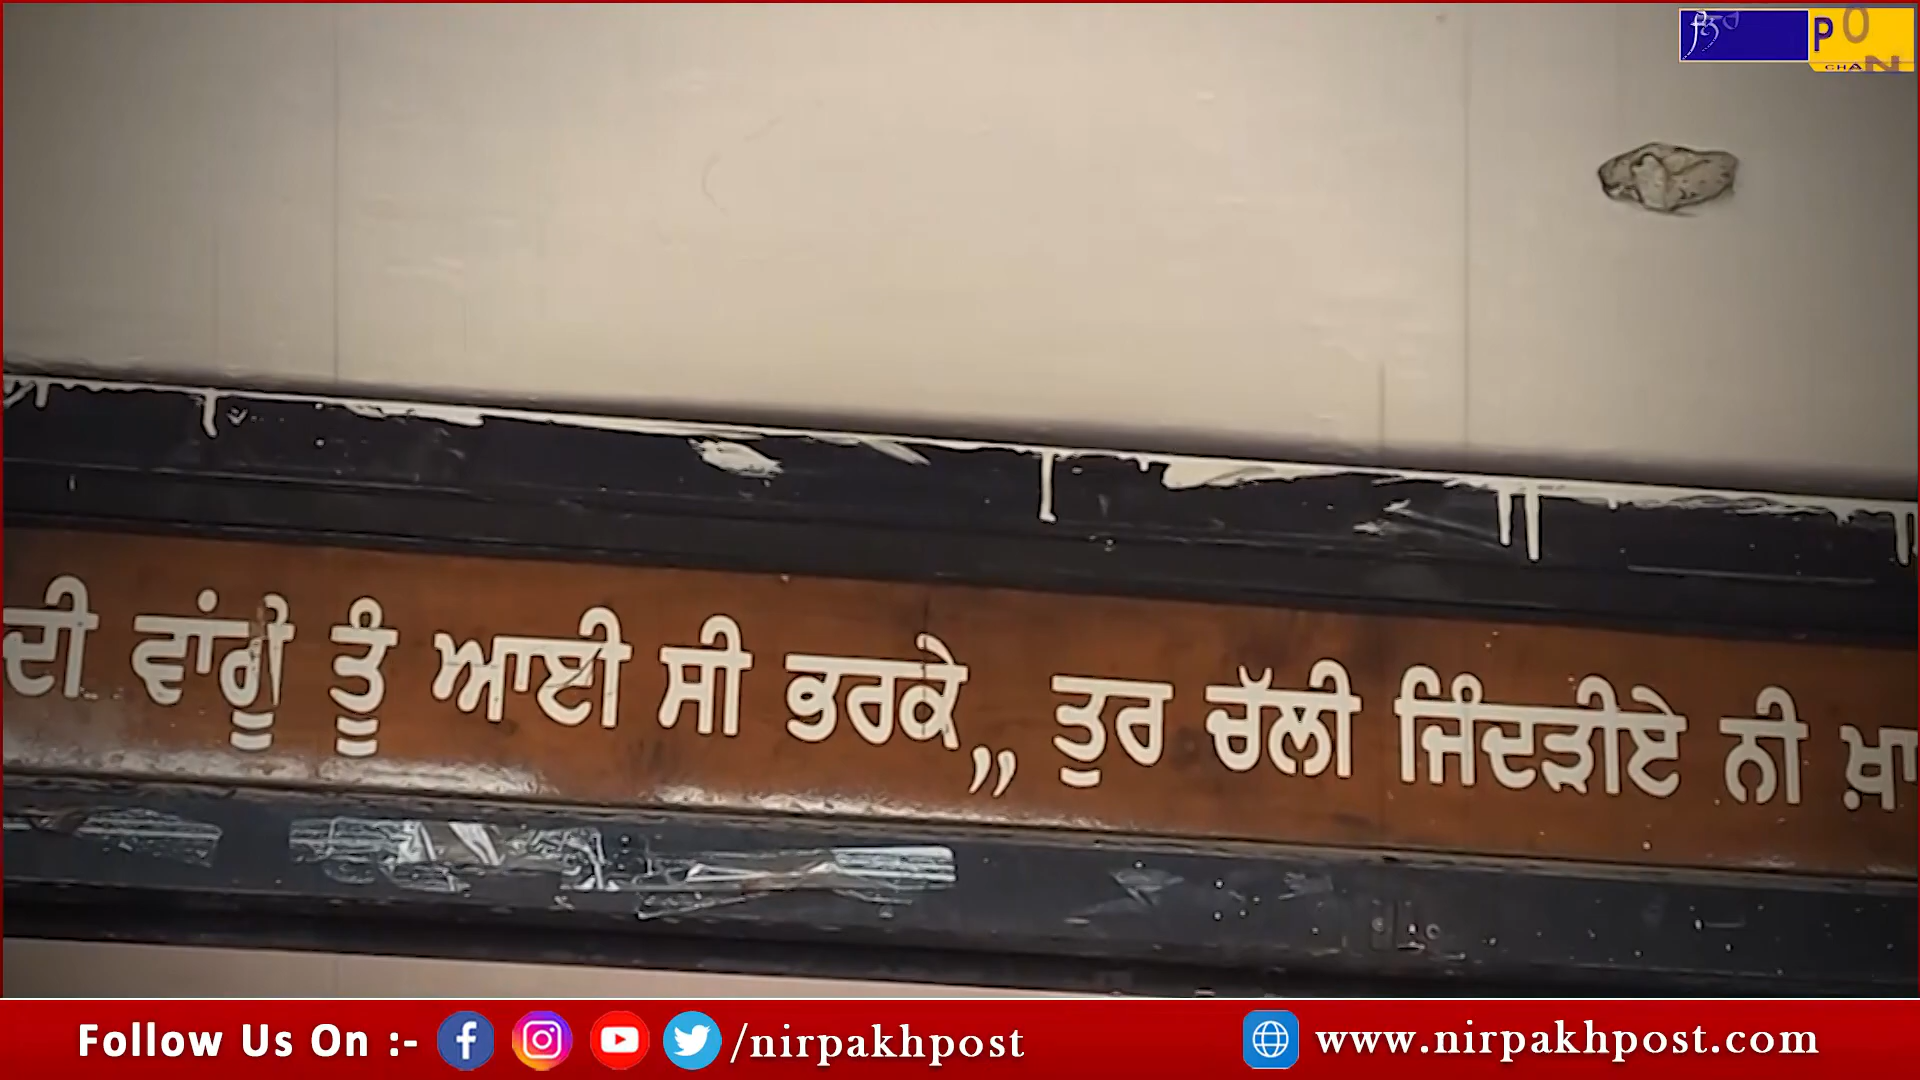 ਦੀ ਵਾਂਗੂੰ ਤੂੰ ਆਈ ਸੀ ਭਰਕੇ,, ਤੁਰ ਚੱਲੀ ਜਿੰਦੜੀਏ ਨੀ
Follow Us On :- /nirpakhpost www.nirpakhpost.com